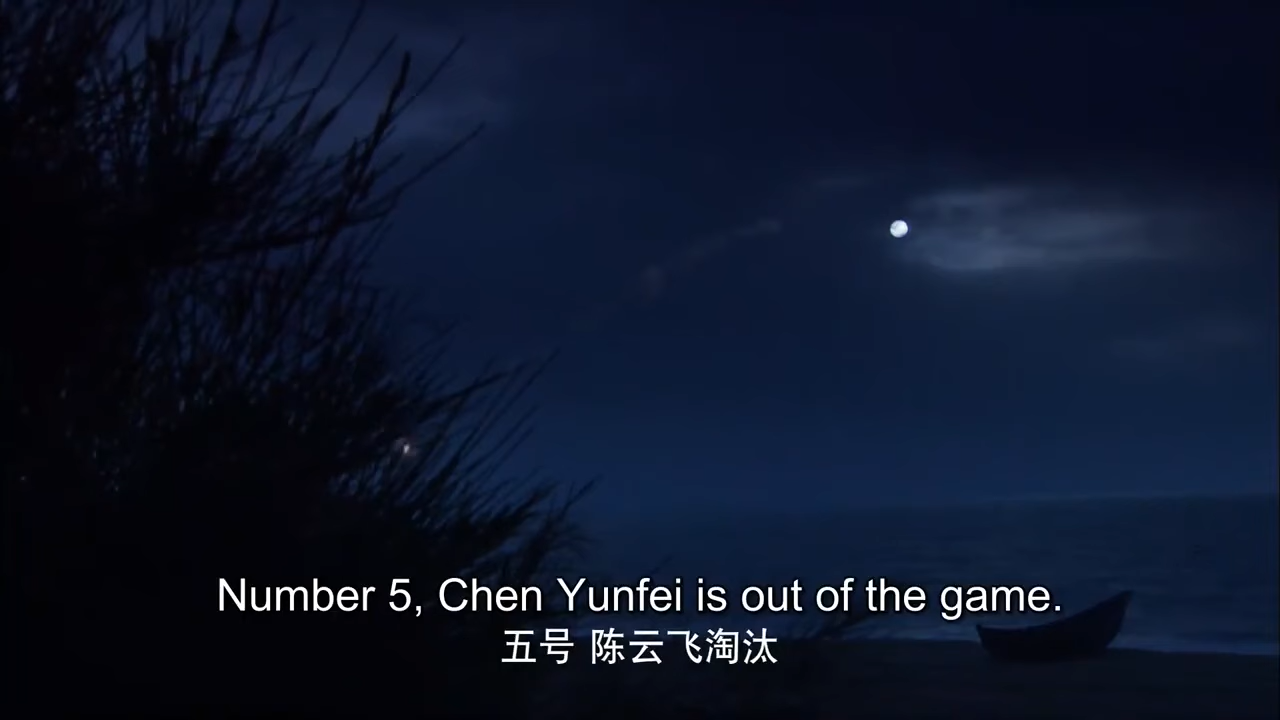 Number 5, Chen Yunfei is out of the game.
五号 陈云飞淘汰